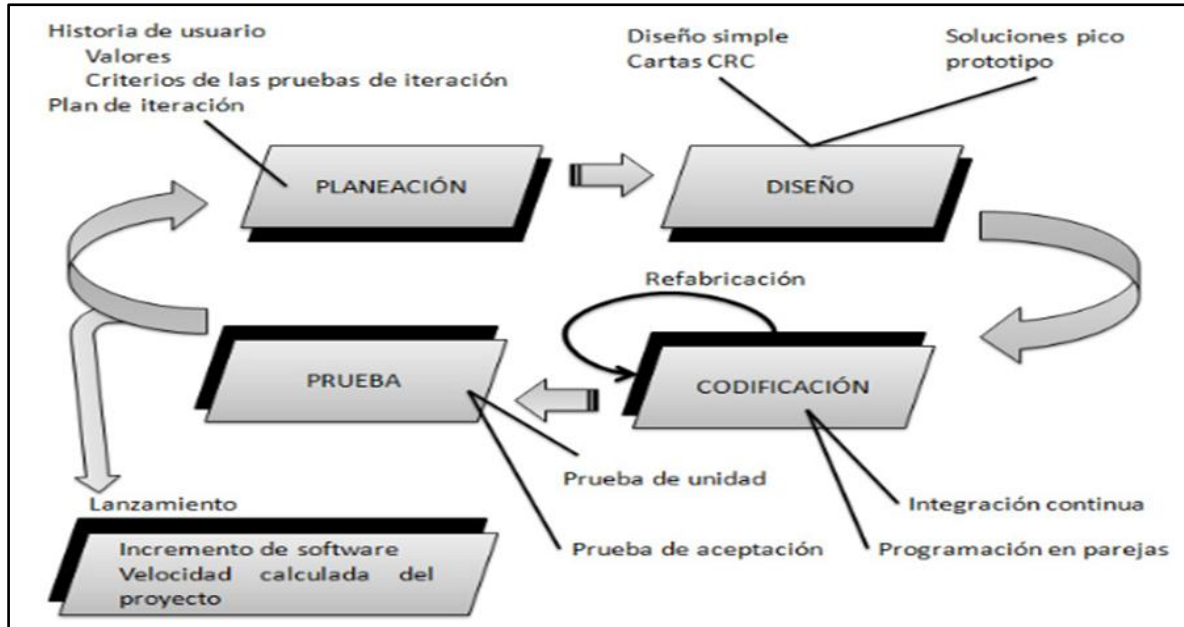 Historia de usuario
Valores
Criterios de las pruebas de iteración
Plan de iteración
Diseño simple
Cartas CRC
Soluciones pico
prototipo
PLANEACIÓN
DISEÑO
Refabricación
PRUEBA
CODIFICACIÓN
Prueba de unidad
Prueba de aceptación
Integración continua
Programación en parejas
Lanzamiento
Incremento de software
Velocidad calculada del
proyecto